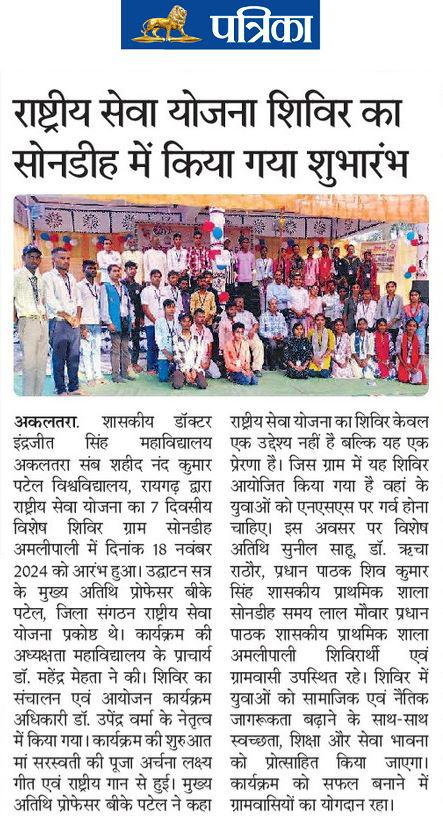 पत्रिका
राष्ट्रीय सेवा योजना शिविर का
सोनडीह में किया गया शुभारंभ
अकलतरा. शासकीय डॉक्टर
इंद्रजीत सिंह महाविद्यालय
अकलतरा संब शहीद नंद कुमार
पटेल विश्वविद्यालय, रायगढ़ द्वारा
राष्ट्रीय सेवा योजना का 7 दिवसीय
विशेष शिविर ग्राम सोनडीह
अमलीपाली में दिनांक 18 नवंबर
2024 को आरंभ हुआ। उद्घाटन सत्र
के मुख्य अतिथि प्रोफेसर बीके
पटेल, जिला संगठन राष्ट्रीय सेवा
योजना प्रकोष्ठ थे। कार्यक्रम की
अध्यक्षता महाविद्यालय के प्राचार्य
डॉ. महेंद्र मेहता ने की। शिविर का
संचालन एवं आयोजन कार्यक्रम
अधिकारी डॉ. उपेंद्र वर्मा के नेतृत्व
में किया गया। कार्यक्रम की शुरुआत
मां सरस्वती की पूजा अर्चना लक्ष्य
गीत एवं राष्ट्रीय गान से हुई। मुख्य
अतिथि प्रोफेसर बीके पटेल ने कहा
राष्ट्रीय सेवा योजना का शिविर केवल
एक उद्देश्य नहीं है बल्कि यह एक
प्रेरणा है। जिस ग्राम में यह शिविर
आयोजित किया गया है वहां के
युवाओं को एनएसएस पर गर्व होना
चाहिए। इस अवसर पर विशेष
अतिथि सुनील साहू, डॉ. ऋचा
राठौर, प्रधान पाठक शिव कुमार
सिंह शासकीय प्राथमिक शाला
सोनडीह समय लाल मौवार प्रधान
पाठक शासकीय प्राथमिक शाला
अमलीपाली शिविरार्थी एवं
ग्रामवासी उपस्थित रहे। शिविर में
युवाओं को सामाजिक एवं नैतिक
जागरूकता बढ़ाने के साथ-साथ
स्वच्छता, शिक्षा और सेवा भावना
को प्रोत्साहित किया जाएगा।
कार्यक्रम को सफल बनाने में
ग्रामवासियों का योगदान रहा।